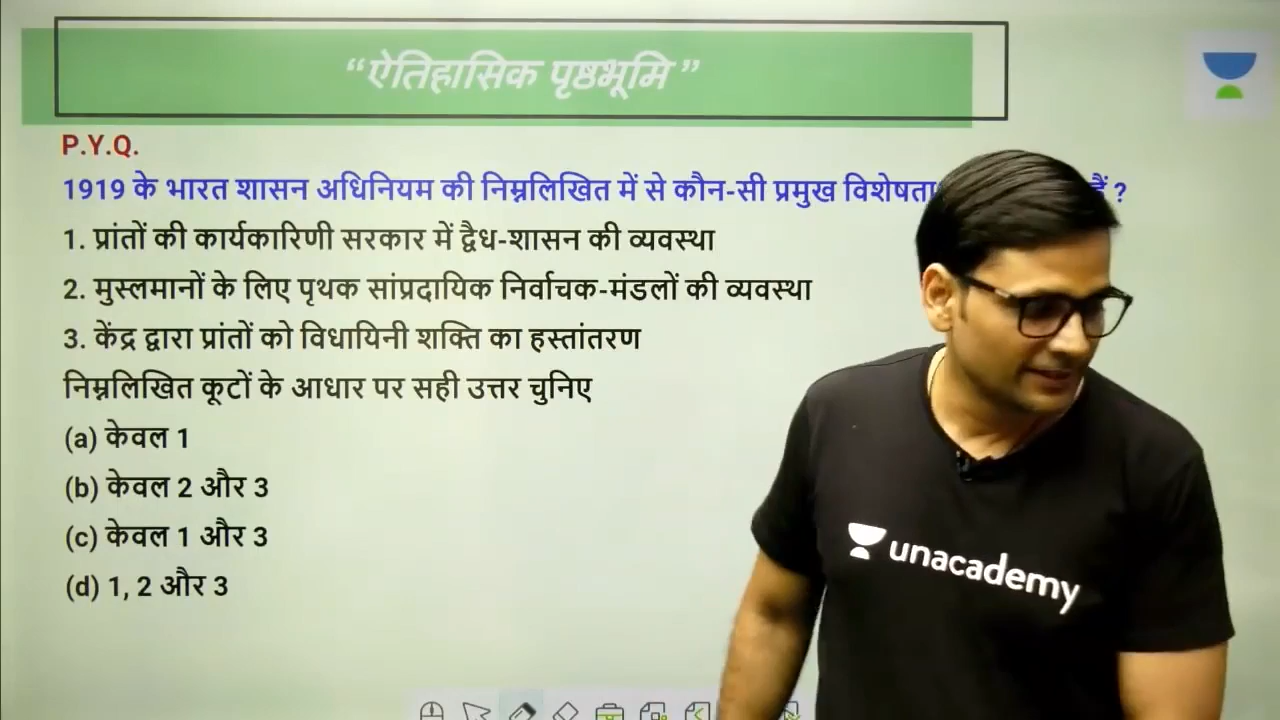 “ऐतिहासिक पृष्ठभूमि”
P.Y.Q.
1919 के भारत शासन अधिनियम की निम्नलिखित में से कौन-सी प्रमुख हैं ?
1. प्रांतों की कार्यकारिणी सरकार में द्वैध-शासन की व्यवस्था
2. मुस्लमानों के लिए पृथक सांप्रदायिक निर्वाचक-मंडलों की व्यवस्था
3. केंद्र द्वारा प्रांतों को विधायिनी शक्ति का हस्तांतरण
निम्नलिखित कूटों के आधार पर सही उत्तर चुनिए
(a) केवल 1
(b) केवल 2 और 3
(c) केवल 1 और 3
(d) 1, 2 और 3
unacademy